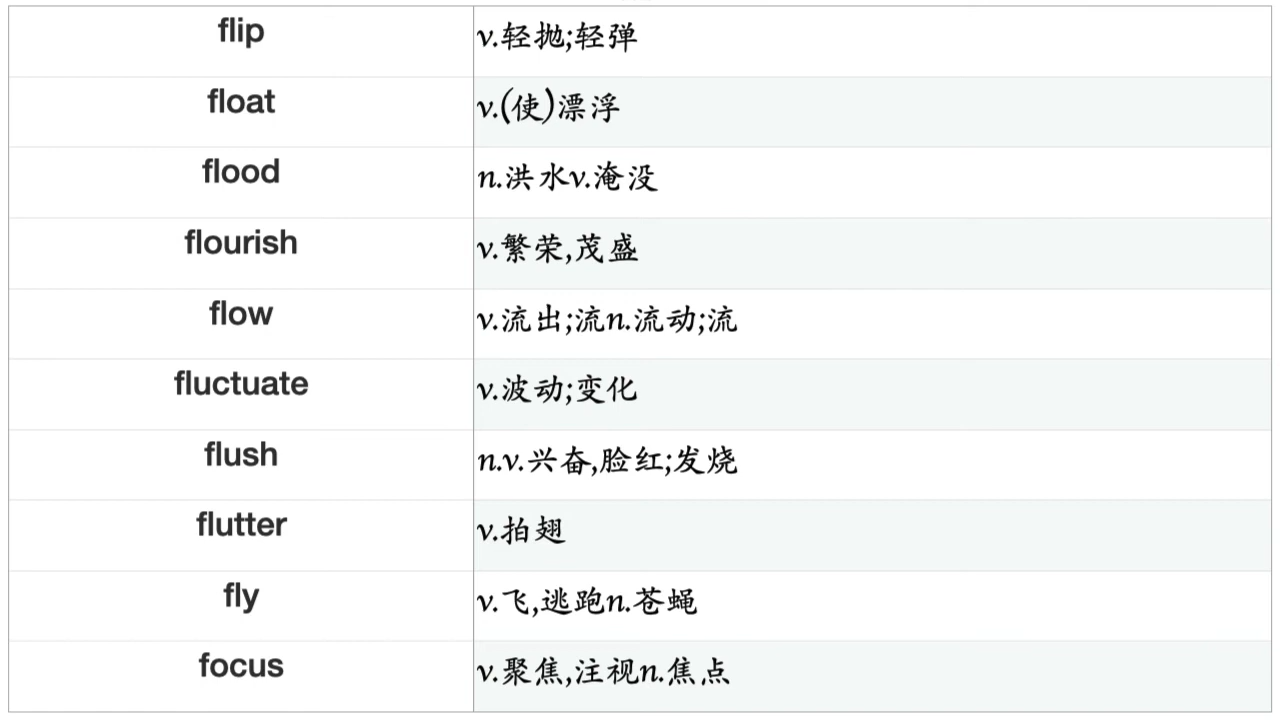 flip v.轻抛;轻弹
float v.(使)漂浮
flood n.洪水v.淹没
flourish v.繁荣,茂盛
flow v.流出;流n.流动;流
fluctuate v.波动;变化
flush n.v.兴奋,脸红;发烧
flutter v.拍翅
fly v.飞,逃跑n.苍蝇
focus v.聚焦,注视n.焦点